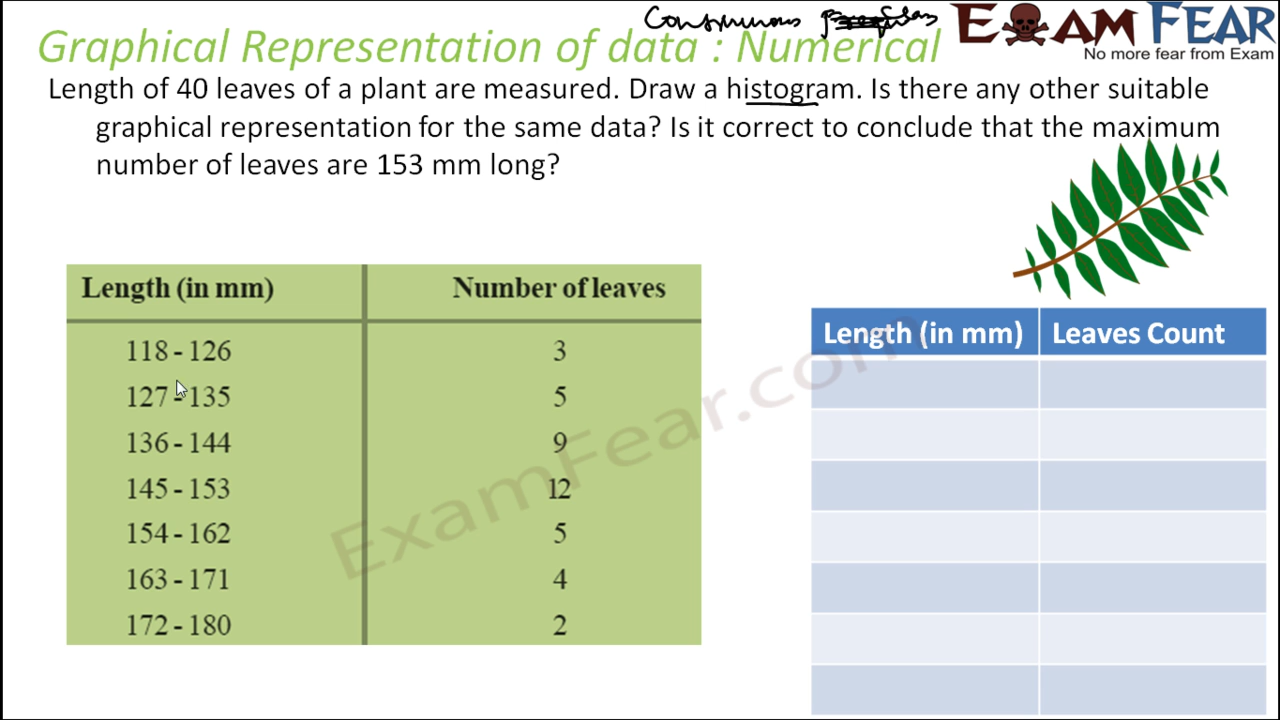 Continuous
EXAM FEAR
No more fear from Exam
Graphical Representation of data : Numerical
Length of 40 leaves of a plant are measured. Draw a histogram. Is there any other suitable
graphical representation for the same data? Is it correct to conclude that the maximum
number of leaves are 153 mm long?
Length (in mm) Number of leaves
118 - 126 3
127 - 135 5
136 - 144 9
145 - 153 12
154 - 162 5
163 - 171 4
172 - 180 2
Length (in mm) Leaves Count
ExamFear.com